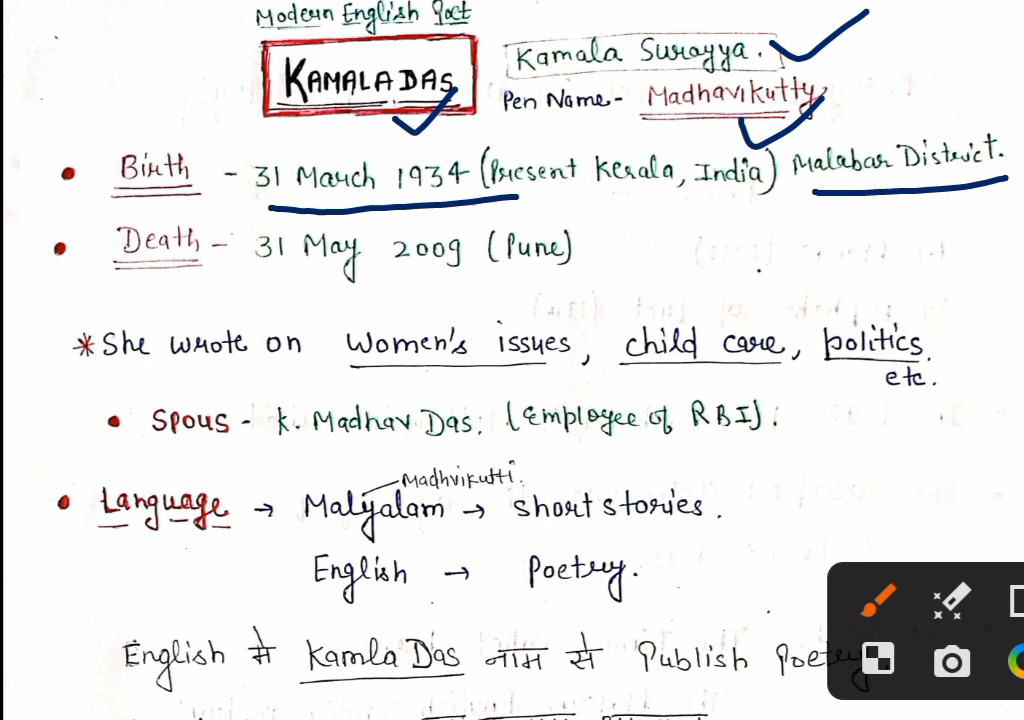 Modern English Poet
KAMALA DAS
Kamala Surayya.
Pen Name- Madhavikutty
• Birth - 31 March 1934 (Present Kerala, India) Malabar District.
• Death - 31 May 2009 (Pune)
* She wrote on Women's issues, child care, politics.
etc.
• Spous - K. Madhav Das. (Employee of RBI).
Madhvikutti.
• Language → Malyalam → Short stories.
English → Poetry.
English में Kamla Das नाम से Publish Poetry